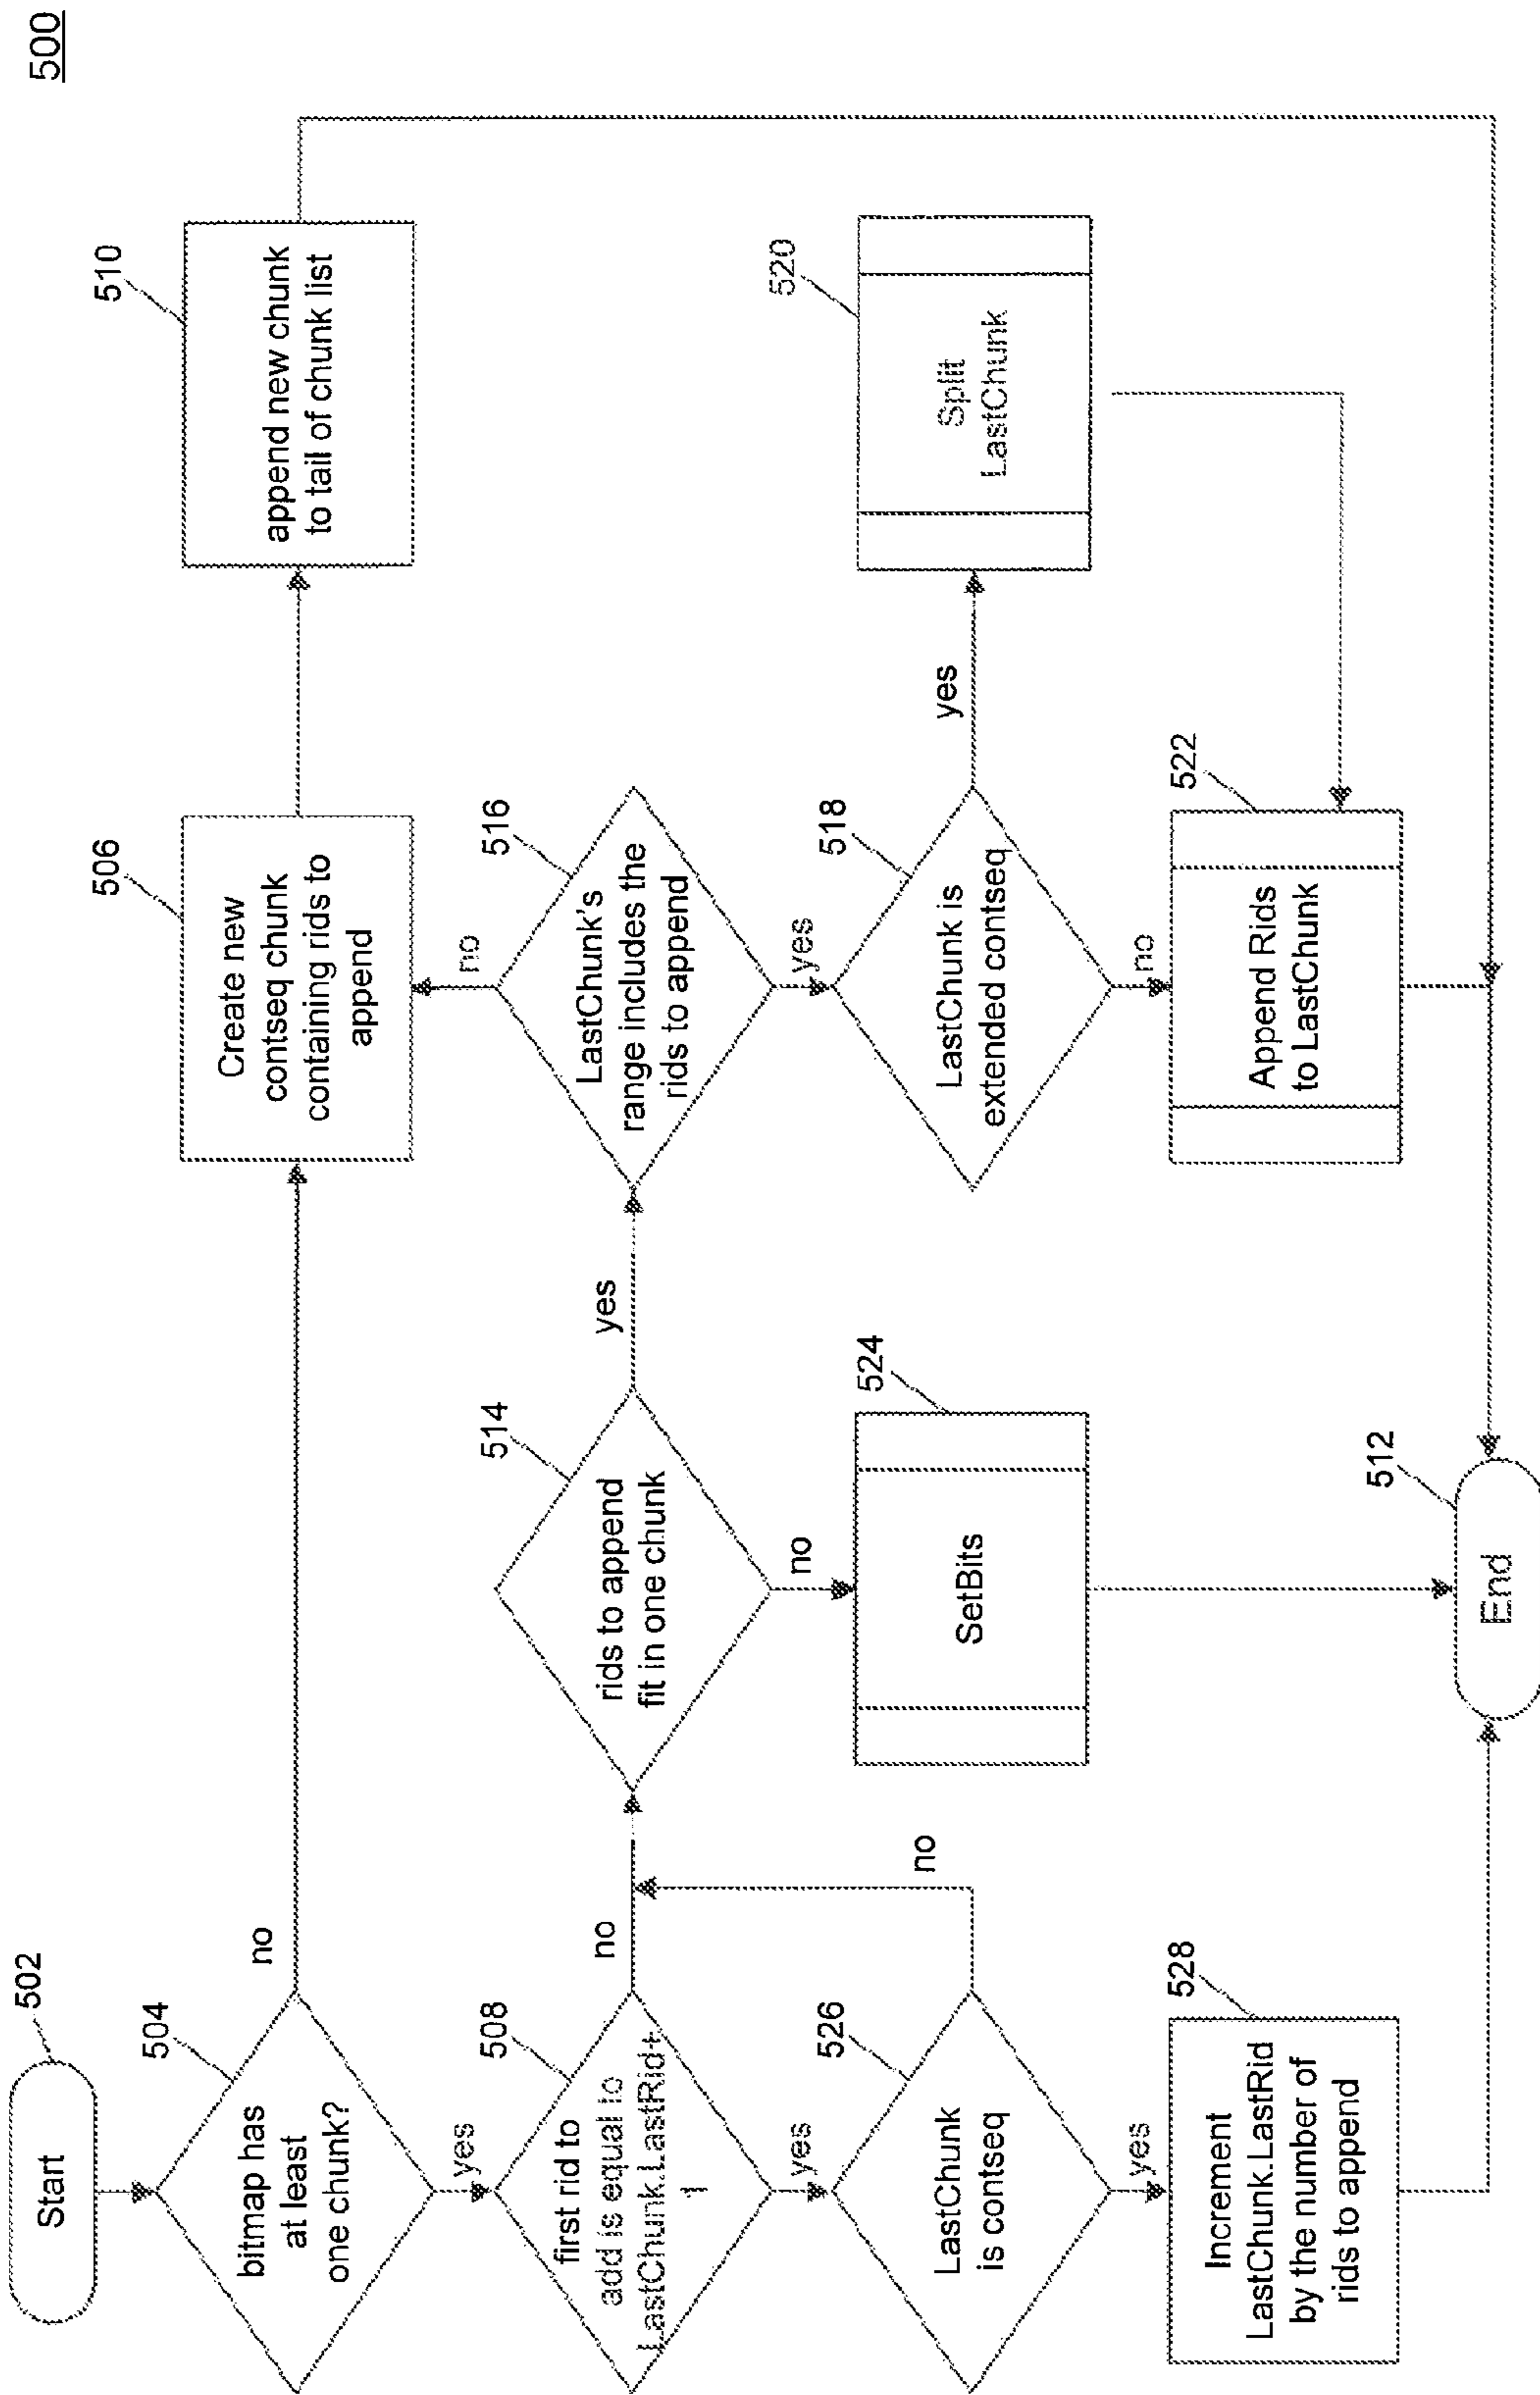 500
502
Start
504
bitmap has
at least
one chunk?
no
yes
506
Create new
contseq chunk
containing rids to
append
510
append new chunk
to tail of chunk list
508
first rid to
add is equal to
LastChunk.LastRid+
1
no
yes
514
rids to append
fit in one chunk
yes
no
516
LastChunk's
range includes the
rids to append
no
yes
526
LastChunk
is contseq
no
yes
524
SetBits
518
LastChunk is
extended contseq
yes
no
520
Split
LastChunk
528
Increment
LastChunk.LastRid
by the number of
rids to append
522
Append Rids
to LastChunk
512
End